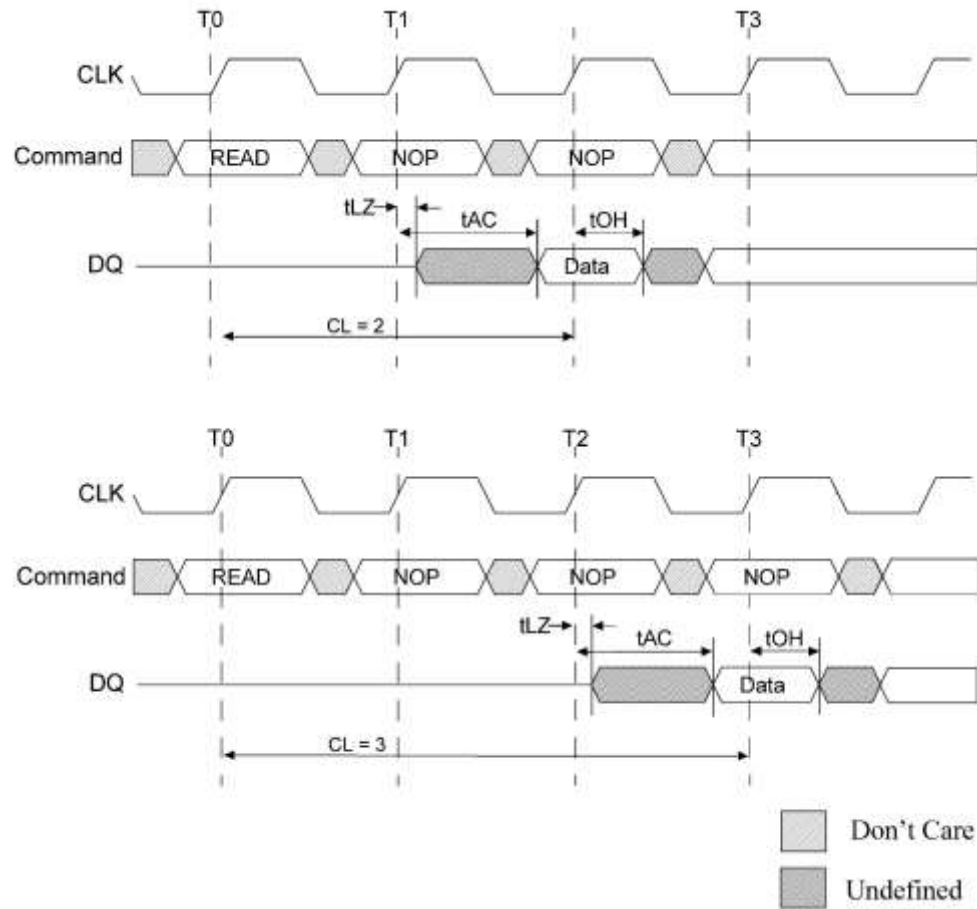 T0 T1 T3
CLK
Command READ NOP NOP
tLZ tAC tOH
DQ Data
CL = 2
T0 T1 T2 T3
CLK
Command READ NOP NOP NOP
tLZ tAC tOH
DQ Data
CL = 3
Don't Care
Undefined